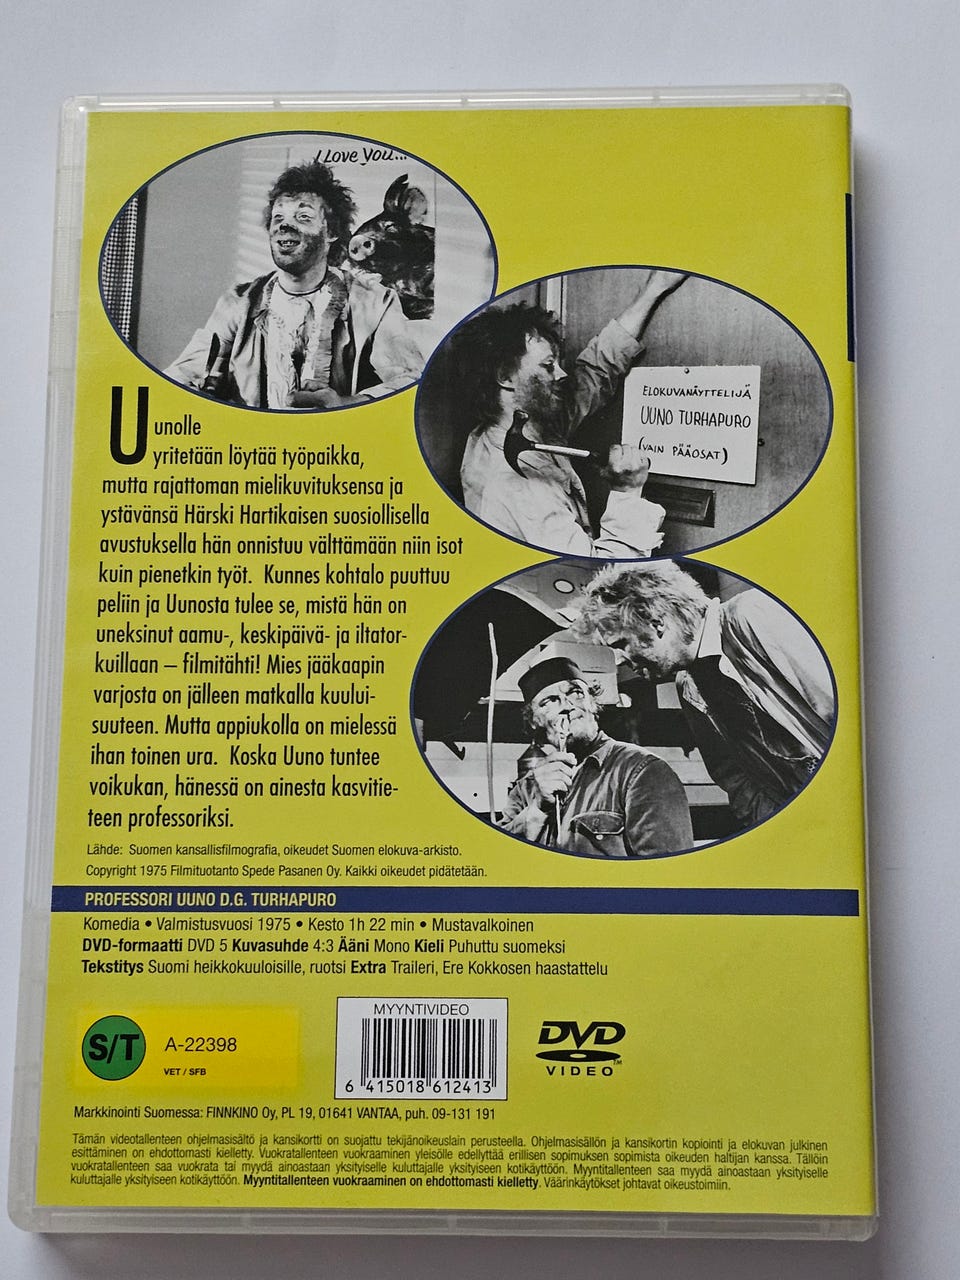 I Love You...
ELOKUVANÄYTTELIJÄ
UUNO TURHAPURO
(VAIN PÄÄOSAT)
Uunolle
yritetään löytää työpaikka,
mutta rajattoman mielikuvituksensa ja
ystävänsä Härski Hartikaisen suosiollisella
avustuksella hän onnistuu välttämään niin isot
kuin pienetkin työt. Kunnes kohtalo puuttuu
peliin ja Uunosta tulee se, mistä hän on
uneksinut aamu-, keskipäivä- ja iltator-
kuillaan – filmitähti! Mies jääkaapin
varjosta on jälleen matkalla kuului-
suuteen. Mutta appiukolla on mielessä
ihan toinen ura. Koska Uuno tuntee
voikukan, hänessä on ainesta kasvitie-
teen professoriksi.
Lähde: Suomen kansallisfilmografia, oikeudet Suomen elokuva-arkisto.
Copyright 1975 Filmituotanto Spede Pasanen Oy. Kaikki oikeudet pidätetään.
PROFESSORI UUNO D.G. TURHAPURO
Komedia • Valmistusvuosi 1975 • Kesto 1h 22 min • Mustavalkoinen
DVD-formaatti DVD 5 Kuvasuhde 4:3 Ääni Mono Kieli Puhuttu suomeksi
Tekstitys Suomi heikkokuuloisille, ruotsi Extra Traileri, Ere Kokkosen haastattelu
S/T
A-22398
VET / SFB
MYYNTIVIDEO
6 415018 612413
DVD
VIDEO
TM
Markkinointi Suomessa: FINNKINO Oy, PL 19, 01641 VANTAA, puh. 09-131 191
Tämän videotallenteen ohjelmasisältö ja kansikortti on suojattu tekijänoikeuslain perusteella. Ohjelmasisällön ja kansikortin kopiointi ja elokuvan julkinen
esittäminen on ehdottomasti kielletty. Vuokratallenteen vuokraaminen yleisölle edellyttää erillisen sopimuksen sopimista oikeuden haltijan kanssa. Tällöin
vuokratallenteen saa vuokrata tai myydä ainoastaan yksityiselle kuluttajalle yksityiseen kotikäyttöön. Myyntitallenteen saa myydä ainoastaan yksityiselle
kuluttajalle yksityiseen kotikäyttöön. Myyntitallenteen vuokraaminen on ehdottomasti kielletty. Väärinkäytökset johtavat oikeustoimiin.